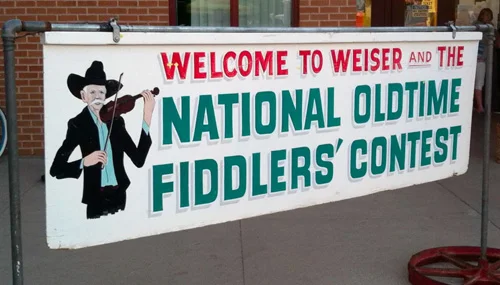 WELCOME TO WEISER AND THE
NATIONAL OLDTIME
FIDDLERS' CONTEST